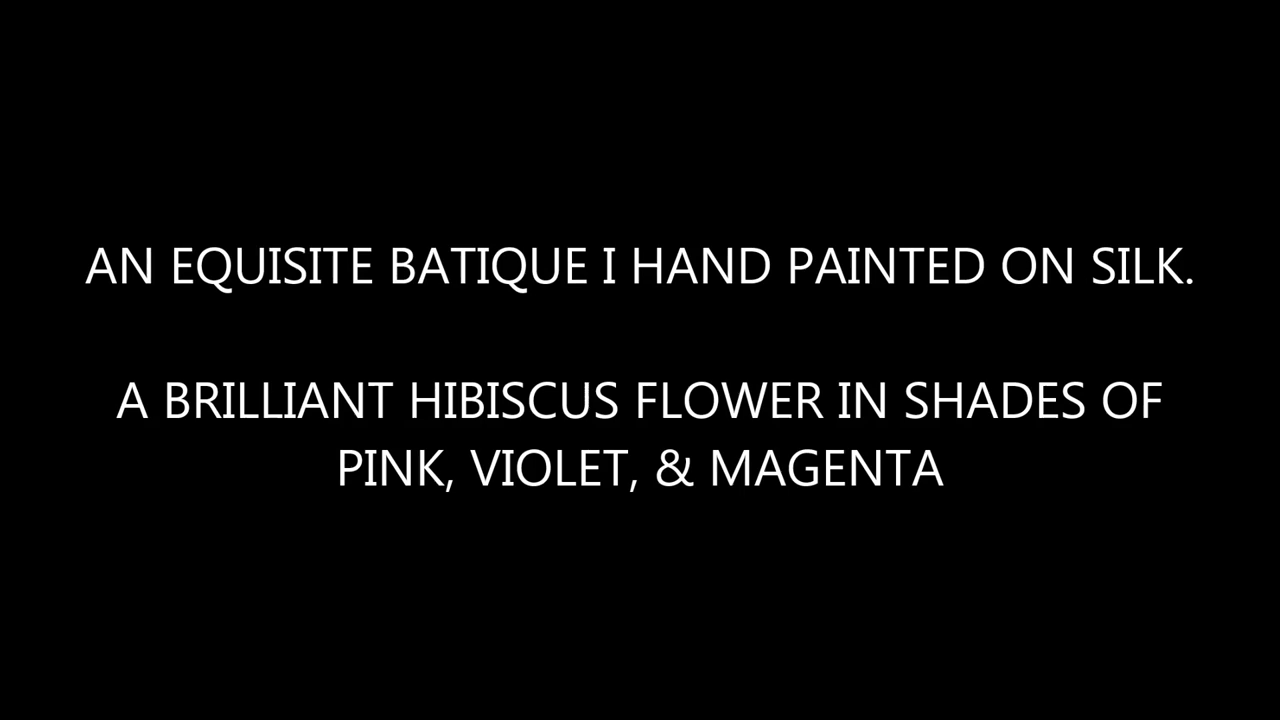 AN EQUISITE BATIQUE I HAND PAINTED ON SILK.
A BRILLIANT HIBISCUS FLOWER IN SHADES OF
PINK, VIOLET, & MAGENTA